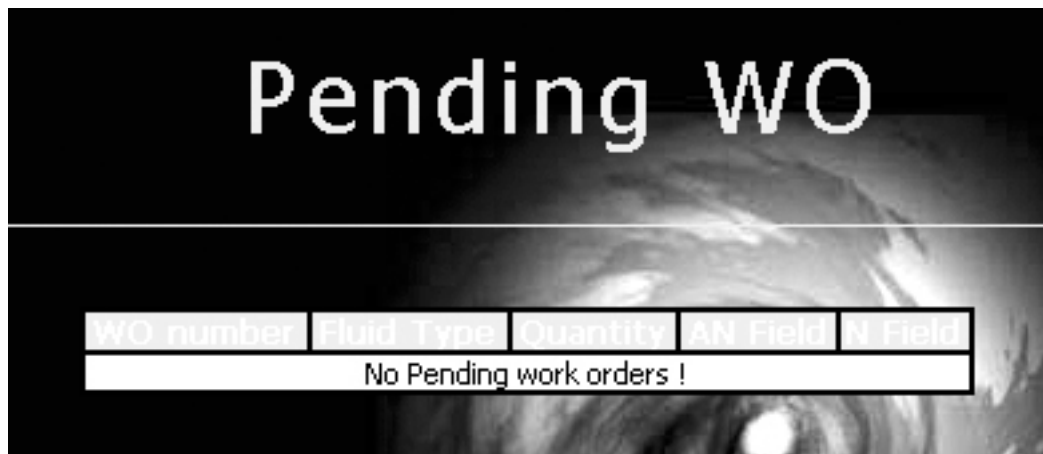 Pending WO
WO number Fluid Type Quantity AN Field N Field
No Pending work orders !